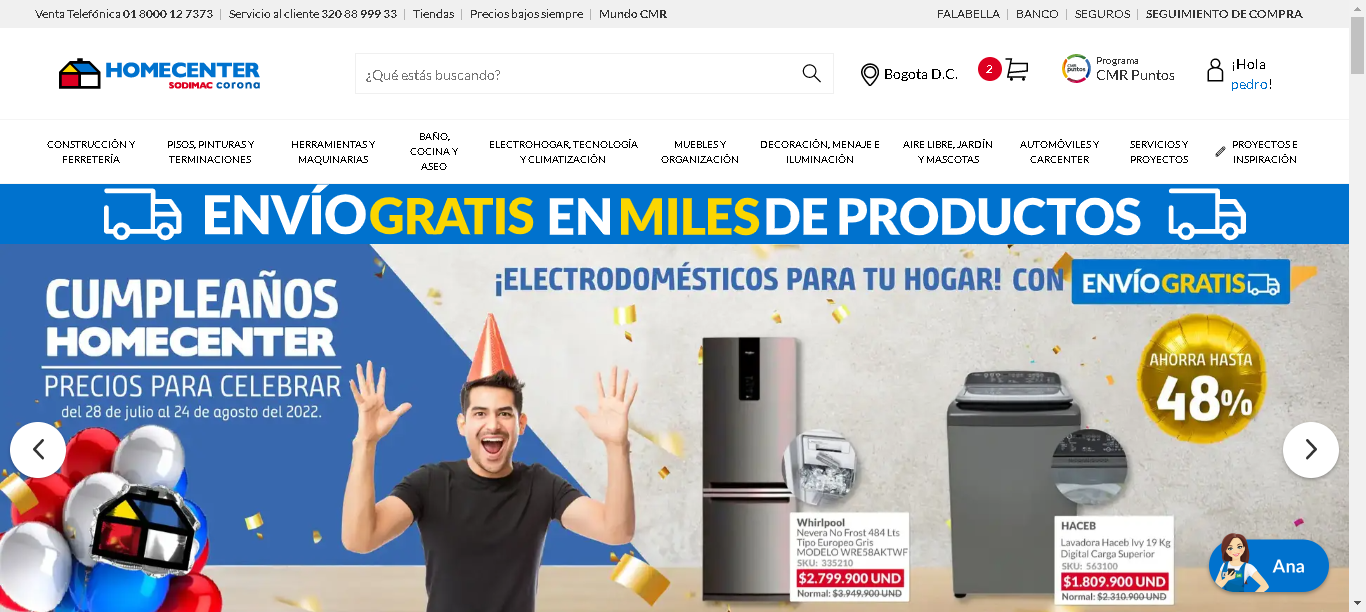 Venta Telefónica 01 8000 12 7373 | Servicio al cliente 320 88 999 33 | Tiendas | Precios bajos siempre | Mundo CMR
FALABELLA | BANCO | SEGUROS | SEGUIMIENTO DE COMPRA
HOMECENTER
SODIMAC corona
¿Qué estás buscando?
Bogota D.C.
2
CMR
puntos
Programa
CMR Puntos
¡Hola
pedro!
CONSTRUCCIÓN Y
FERRETERÍA
PISOS, PINTURAS Y
TERMINACIONES
HERRAMIENTAS Y
MAQUINARIAS
BAÑO,
COCINA Y
ASEO
ELECTROHOGAR, TECNOLOGÍA
Y CLIMATIZACIÓN
MUEBLES Y
ORGANIZACIÓN
DECORACIÓN, MENAJE E
ILUMINACIÓN
AIRE LIBRE, JARDÍN
Y MASCOTAS
AUTOMÓVILES Y
CARCENTER
SERVICIOS Y
PROYECTOS
PROYECTOS E
INSPIRACIÓN
ENVÍO GRATIS EN MILES DE PRODUCTOS
CUMPLEAÑOS
HOMECENTER
PRECIOS PARA CELEBRAR
del 28 de julio al 24 de agosto del 2022.
¡ELECTRODOMÉSTICOS PARA TU HOGAR! CON ENVÍO GRATIS
AHORRA HASTA
48%
Whirlpool
Nevera No Frost 484 Lts
Tipo Europeo Gris
MODELO WRE58AKTWF
SKU: 335210
$2.799.900 UND
Normal: $3.949.900 UND
HACEB
Lavadora Haceb Ivy 19 Kg
Digital Carga Superior
SKU: 563100
$1.809.900 UND
Normal: $2.310.900 UND
Ana